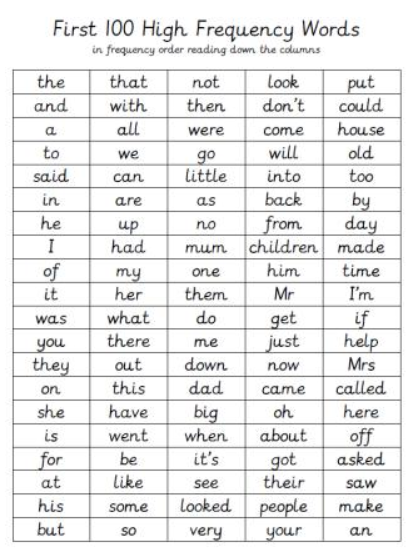 First 100 High Frequency Words
in frequency order reading down the columns
the that not look put
and with then don't could
a all were come house
to we go will old
said can little into too
in are as back by
he up no from day
I had mum children made
of my one him time
it her them Mr I'm
was what do get if
you there me just help
they out down now Mrs
on this dad came called
she have big oh here
is went when about off
for be it's got asked
at like see their saw
his some looked people make
but so very your an